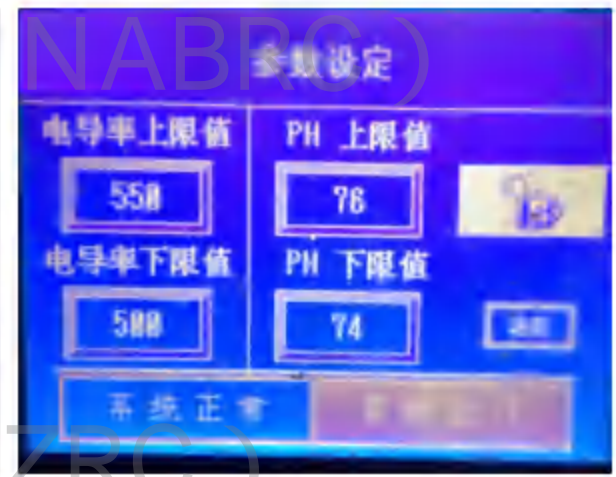 NABRC)
参数设定
电导率上限值 PH 上限值
550 76
电导率下限值 PH 下限值
500 74
系统正常
ZRC)